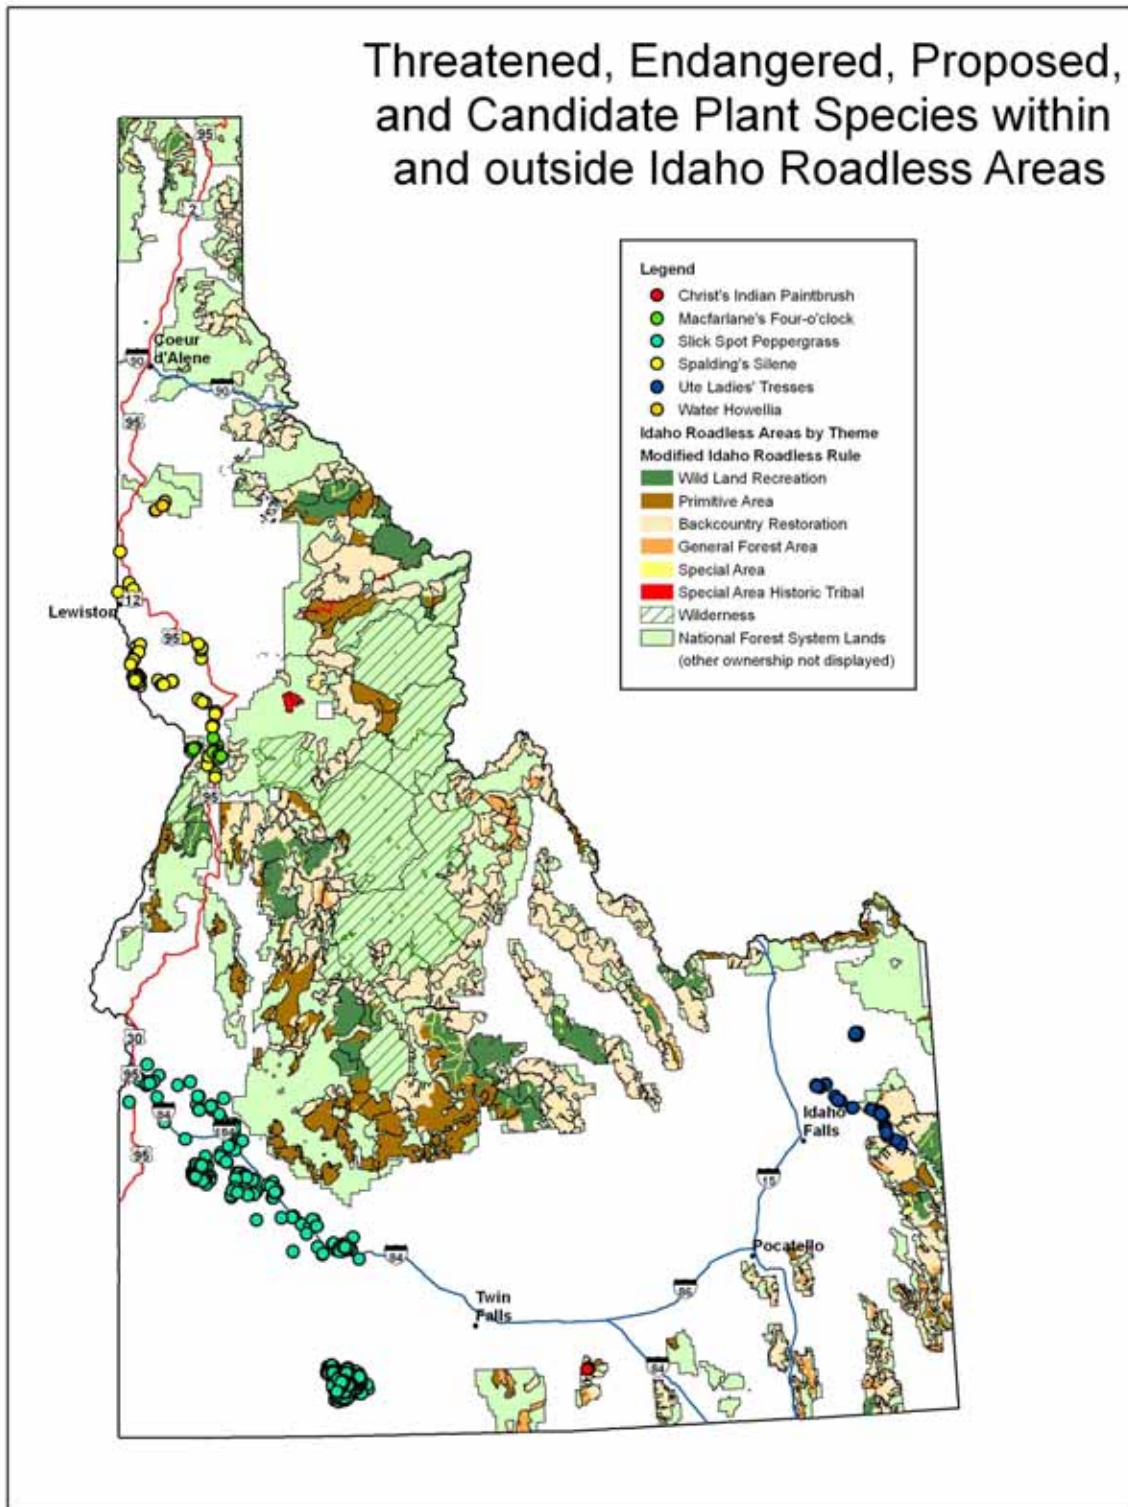 Threatened, Endangered, Proposed,
and Candidate Plant Species within
and outside Idaho Roadless Areas
Legend
Christ's Indian Paintbrush
Macfarlane's Four-o'clock
Slick Spot Peppergrass
Spalding's Silene
Ute Ladies' Tresses
Water Howellia
Idaho Roadless Areas by Theme
Modified Idaho Roadless Rule
Wild Land Recreation
Primitive Area
Backcountry Restoration
General Forest Area
Special Area
Special Area Historic Tribal
Wilderness
National Forest System Lands
(other ownership not displayed)
95
2
Coeur
d'Alene
90
90
95
12
Lewiston
95
95
30
95
84
184
95
Idaho
Falls
15
Pocatello
84
86
Twin
Falls
84